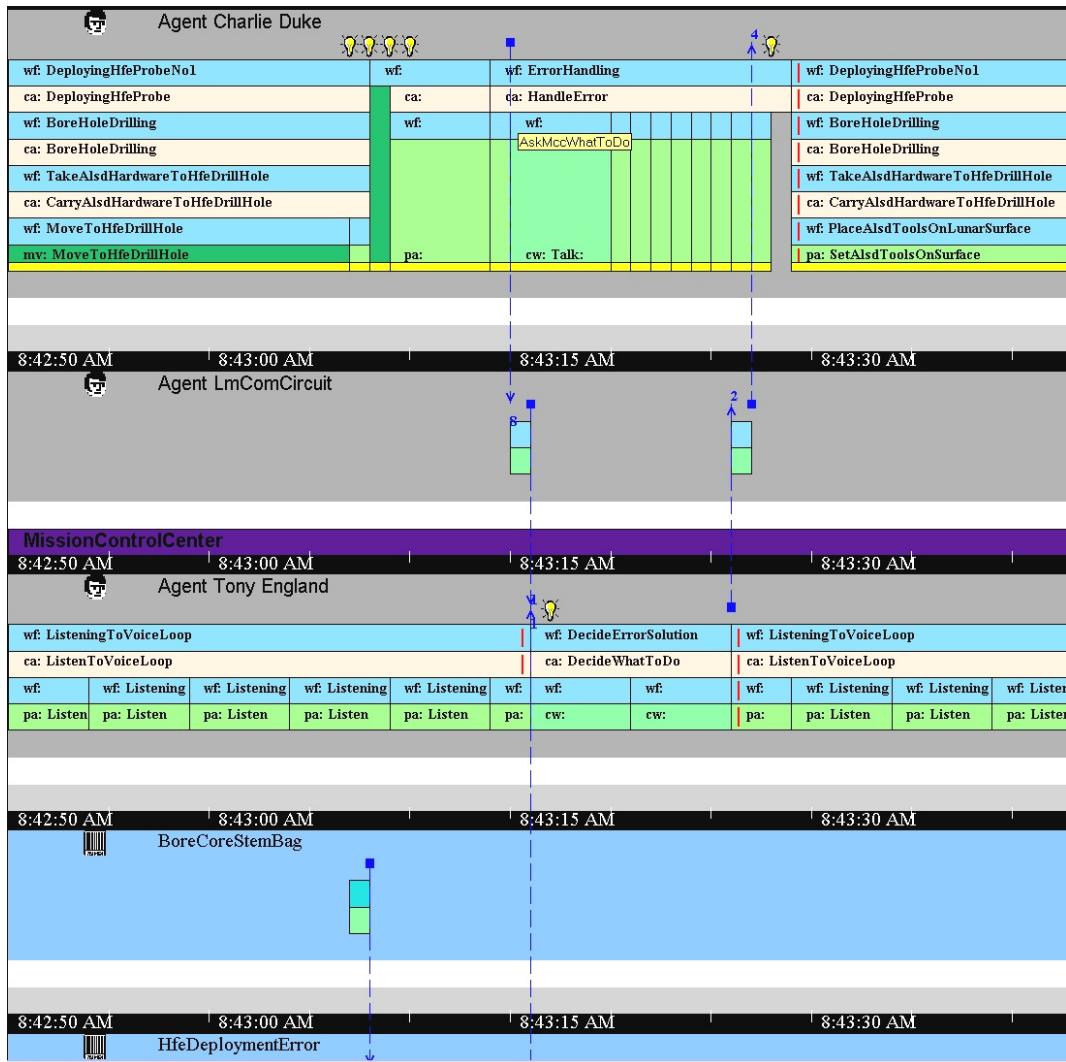 Agent Charlie Duke
4
wf: DeployingHfeProbeNo1 wf: wf: ErrorHandling wf: DeployingHfeProbeNo1
ca: DeployingHfeProbe ca: ca: HandleError ca: DeployingHfeProbe
wf: BoreHoleDrilling wf: wf: wf: BoreHoleDrilling
AskMccWhatToDo
ca: BoreHoleDrilling ca: BoreHoleDrilling
wf: TakeAlsdHardwareToHfeDrillHole wf: TakeAlsdHardwareToHfeDrillHole
ca: CarryAlsdHardwareToHfeDrillHole ca: CarryAlsdHardwareToHfeDrillHole
wf: MoveToHfeDrillHole wf: PlaceAlsdToolsOnLunarSurface
mv: MoveToHfeDrillHole pa: cw: Talk: pa: SetAlsdToolsOnSurface
8:42:50 AM 8:43:00 AM 8:43:15 AM 8:43:30 AM
Agent LmComCircuit
2
8
MissionControlCenter
8:42:50 AM 8:43:00 AM 8:43:15 AM 8:43:30 AM
Agent Tony England
1
wf: ListeningToVoiceLoop wf: DecideErrorSolution wf: ListeningToVoiceLoop
ca: ListenToVoiceLoop ca: DecideWhatToDo ca: ListenToVoiceLoop
wf: wf: Listening wf: Listening wf: Listening wf: Listening wf: wf: wf: wf: wf: Listening wf: Listening wf: Listen
pa: Listen pa: Listen pa: Listen pa: Listen pa: Listen pa: cw: cw: pa: pa: Listen pa: Listen pa: Listen
8:42:50 AM 8:43:00 AM 8:43:15 AM 8:43:30 AM
BoreCoreStemBag
8:42:50 AM 8:43:00 AM 8:43:15 AM 8:43:30 AM
HfeDeploymentError